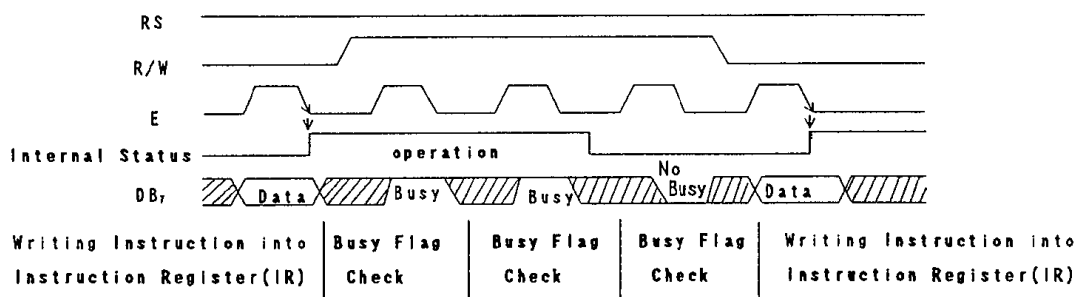 RS
R/W
E
Internal Status
operation
No
DB7
Data
Busy
Busy
Busy
Data
Writing Instruction into
Instruction Register(IR)
Busy Flag
Check
Busy Flag
Check
Busy Flag
Check
Writing Instruction into
Instruction Register(IR)